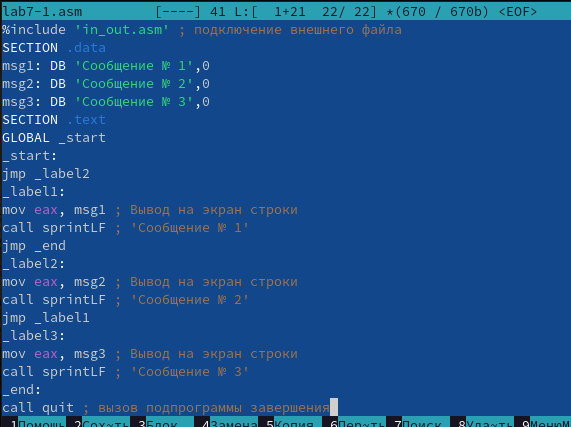 lab7-1.asm [----] 41 L:[ 1+21 22/ 22] *(670 / 670b) <EOF>
%include 'in_out.asm' ; подключение внешнего файла
SECTION .data
msg1: DB 'Сообщение № 1',0
msg2: DB 'Сообщение № 2',0
msg3: DB 'Сообщение № 3',0
SECTION .text
GLOBAL _start
_start:
jmp _label2
_label1:
mov eax, msg1 ; Вывод на экран строки
call sprintLF ; 'Сообщение № 1'
jmp _end
_label2:
mov eax, msg2 ; Вывод на экран строки
call sprintLF ; 'Сообщение № 2'
jmp _label1
_label3:
mov eax, msg3 ; Вывод на экран строки
call sprintLF ; 'Сообщение № 3'
_end:
call quit ; вызов подпрограммы завершения
1Помощь 2Сох~ть 3Блок 4Замена 5Копия 6Пер~ть 7Поиск 8Уда~ть 9МенюМ